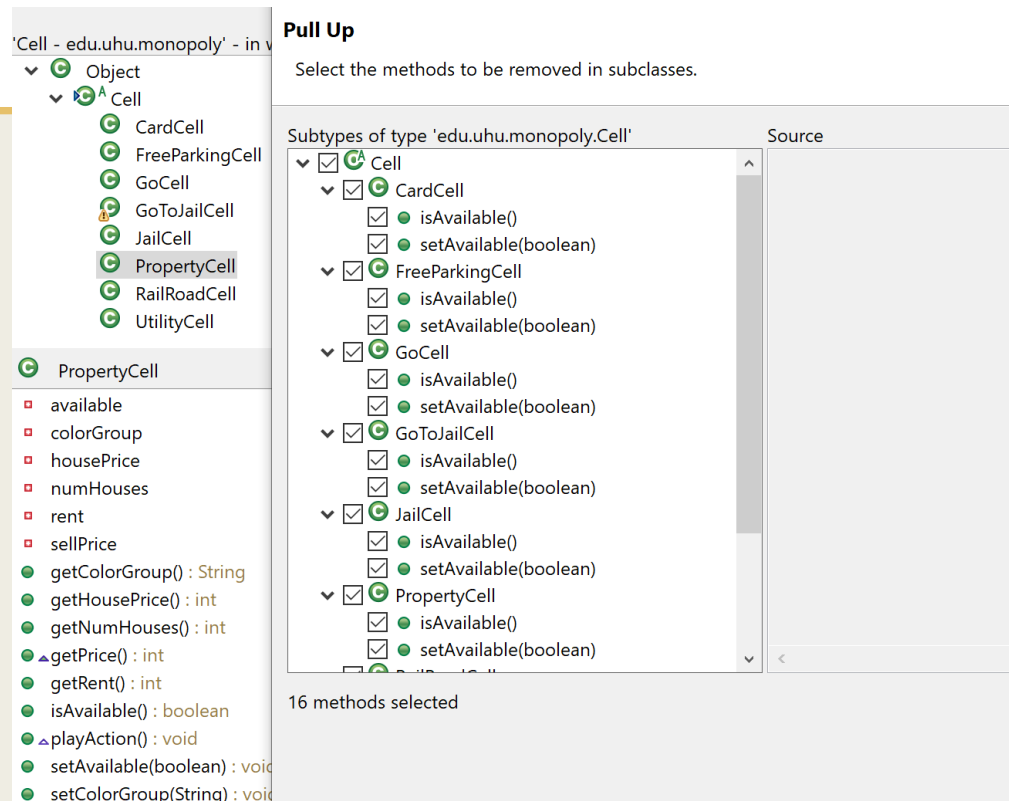 'Cell - edu.uhu.monopoly' - in w
Object
A Cell
CardCell
FreeParkingCell
GoCell
GoToJailCell
JailCell
PropertyCell
RailRoadCell
UtilityCell
PropertyCell
available
colorGroup
housePrice
numHouses
rent
sellPrice
getColorGroup() : String
getHousePrice() : int
getNumHouses() : int
getPrice() : int
getRent() : int
isAvailable() : boolean
playAction() : void
setAvailable(boolean) : void
setColorGroup(String) : void
Pull Up
Select the methods to be removed in subclasses.
Subtypes of type 'edu.uhu.monopoly.Cell'
Cell
CardCell
isAvailable()
setAvailable(boolean)
FreeParkingCell
isAvailable()
setAvailable(boolean)
GoCell
isAvailable()
setAvailable(boolean)
GoToJailCell
isAvailable()
setAvailable(boolean)
JailCell
isAvailable()
setAvailable(boolean)
PropertyCell
isAvailable()
setAvailable(boolean)
RailRoadCell
16 methods selected
Source